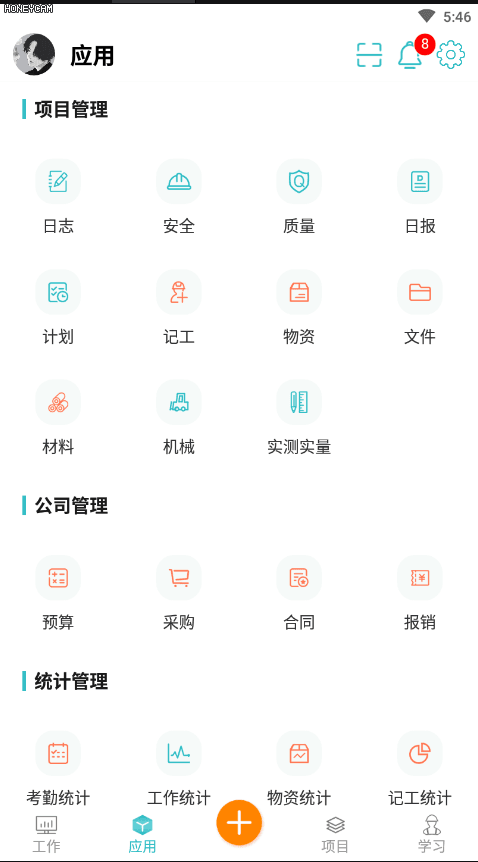 HONEYCAM
5:46
应用
8
项目管理
日志 安全 质量 日报
计划 记工 物资 文件
材料 机械 实测实量
公司管理
预算 采购 合同 报销
统计管理
考勤统计 工作统计 物资统计 记工统计
工作 应用 项目 学习